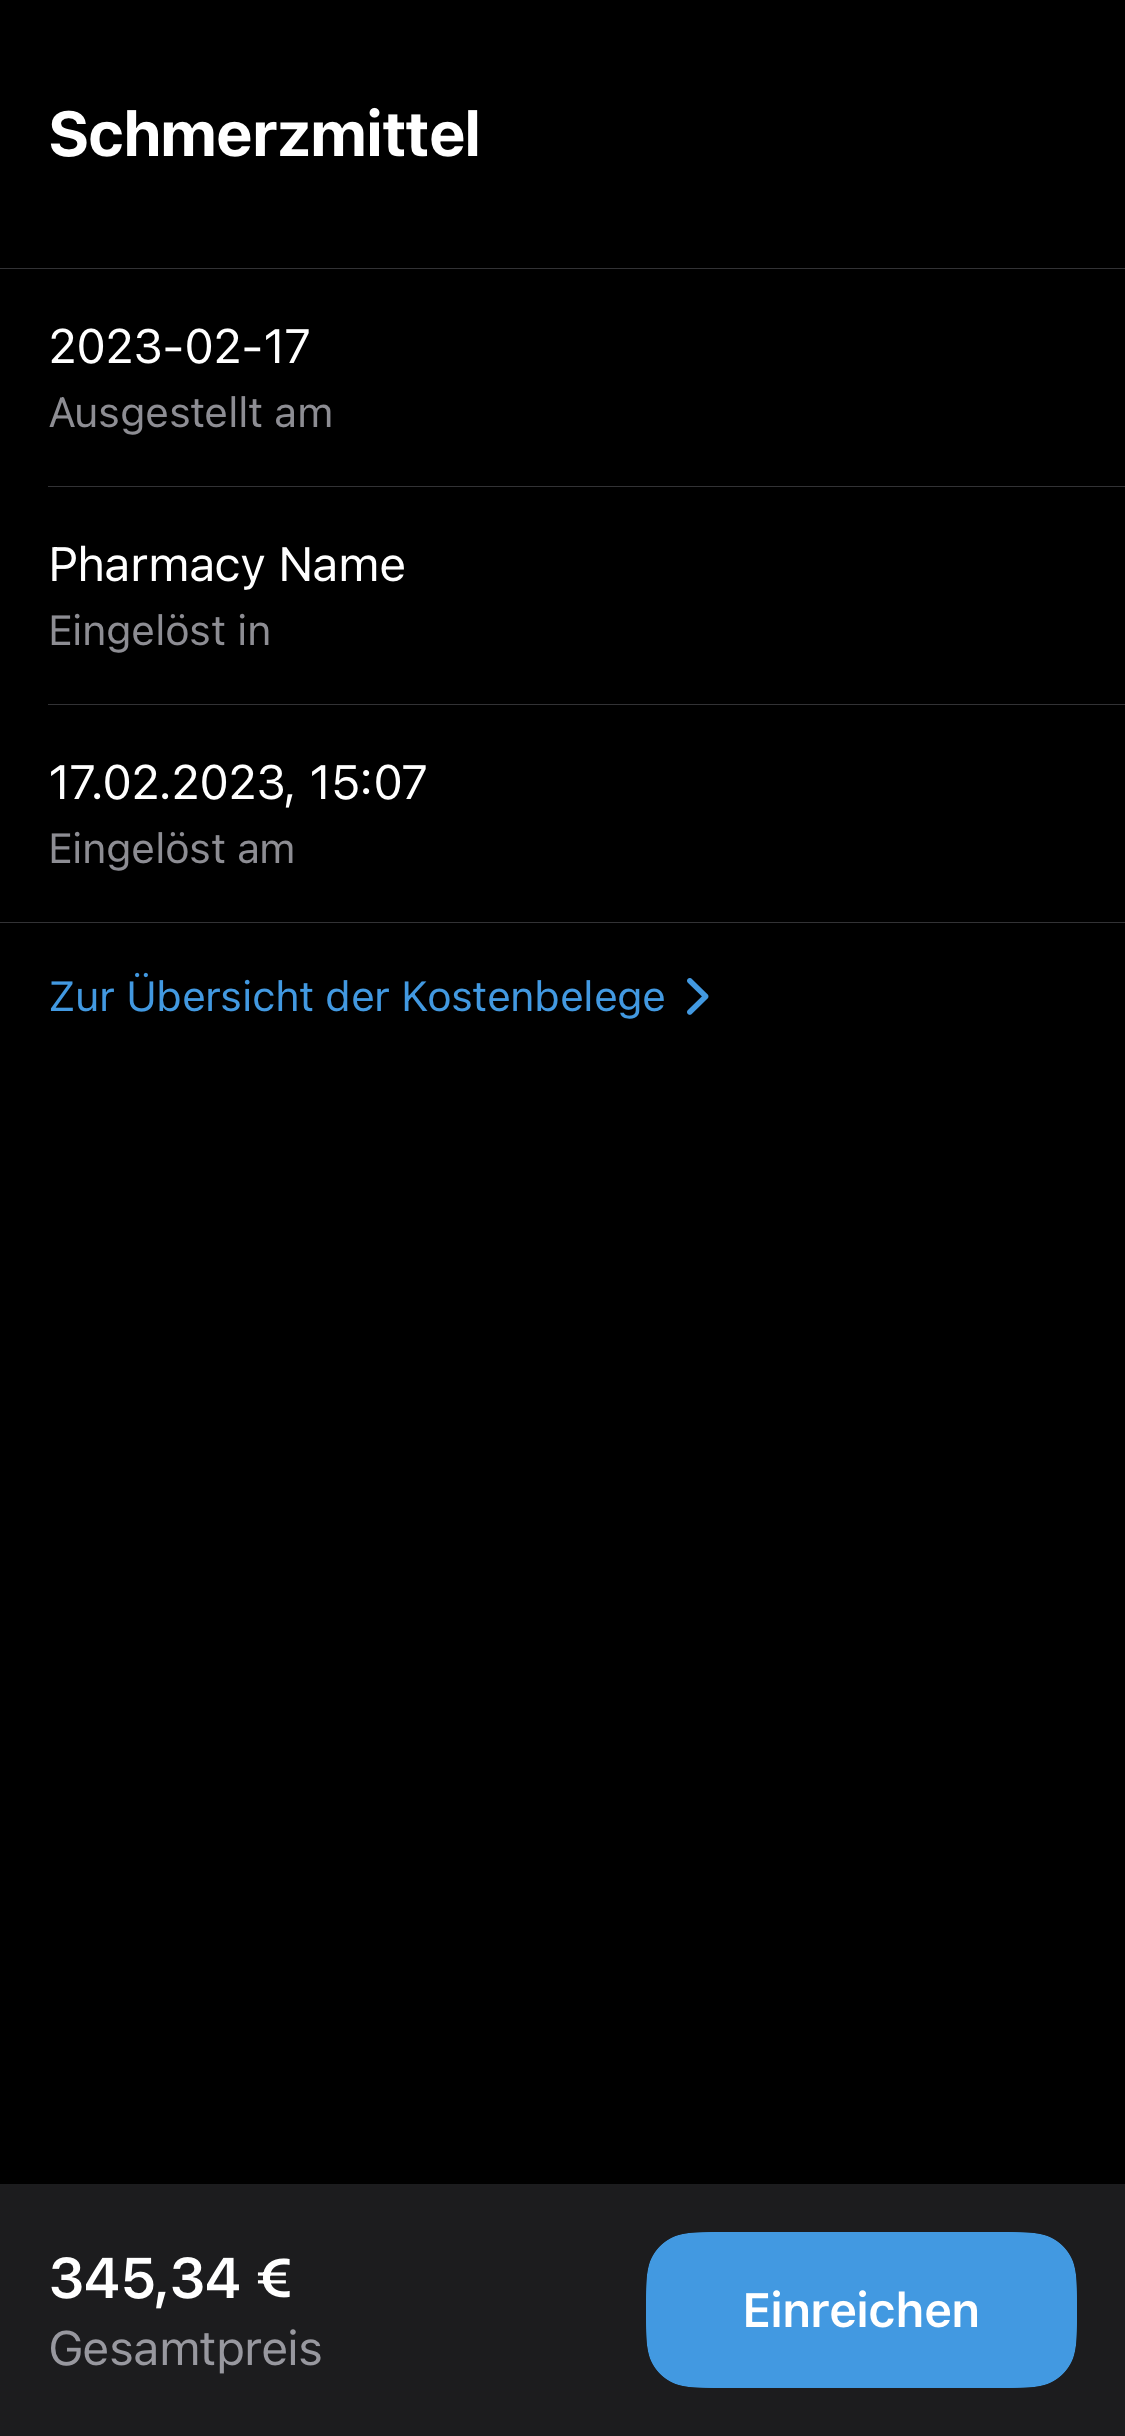 Schmerzmittel
2023-02-17
Ausgestellt am
Pharmacy Name
Eingelöst in
17.02.2023, 15:07
Eingelöst am
Zur Übersicht der Kostenbelege
345,34 €
Gesamtpreis
Einreichen